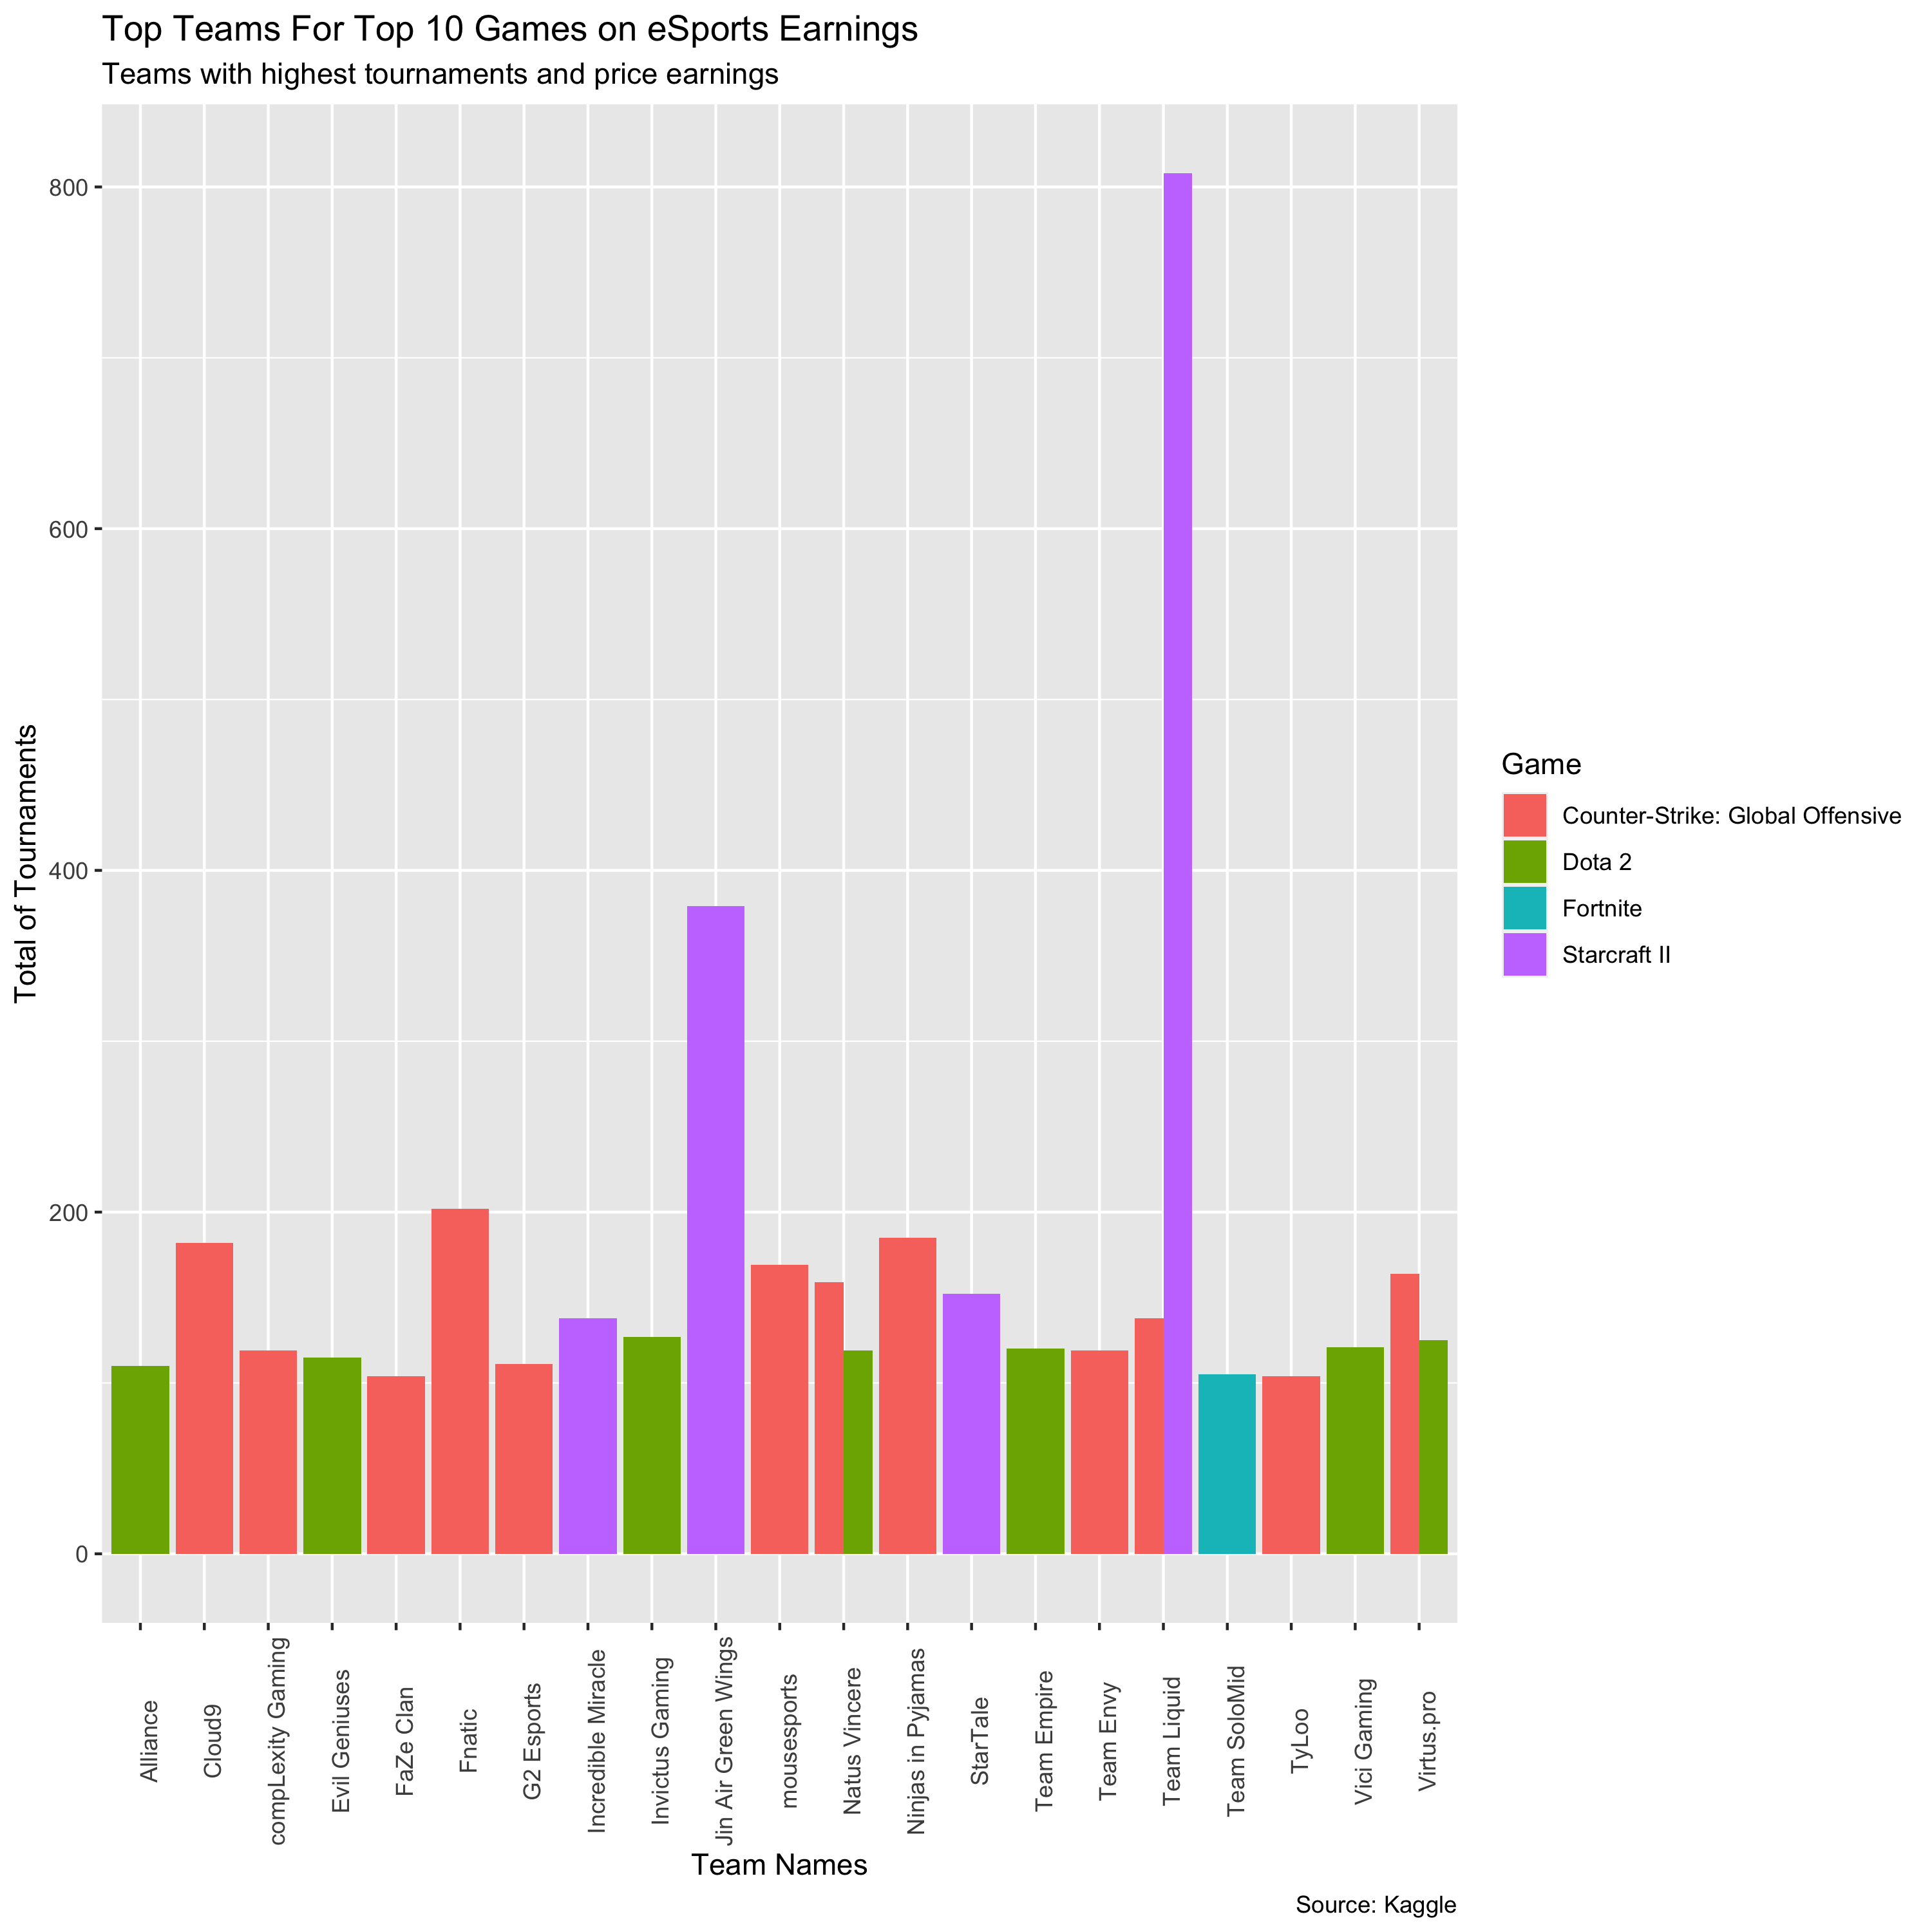 Top Teams For Top 10 Games on eSports Earnings
Teams with highest tournaments and price earnings
Total of Tournaments
800
600
400
200
0
Alliance
Cloud9
compLexity Gaming
Evil Geniuses
FaZe Clan
Fnatic
G2 Esports
Incredible Miracle
Invictus Gaming
Jin Air Green Wings
mousesports
Natus Vincere
Ninjas in Pyjamas
StarTale
Team Empire
Team Envy
Team Liquid
Team SoloMid
TyLoo
Vici Gaming
Virtus.pro
Team Names
Game
Counter-Strike: Global Offensive
Dota 2
Fortnite
Starcraft II
Source: Kaggle